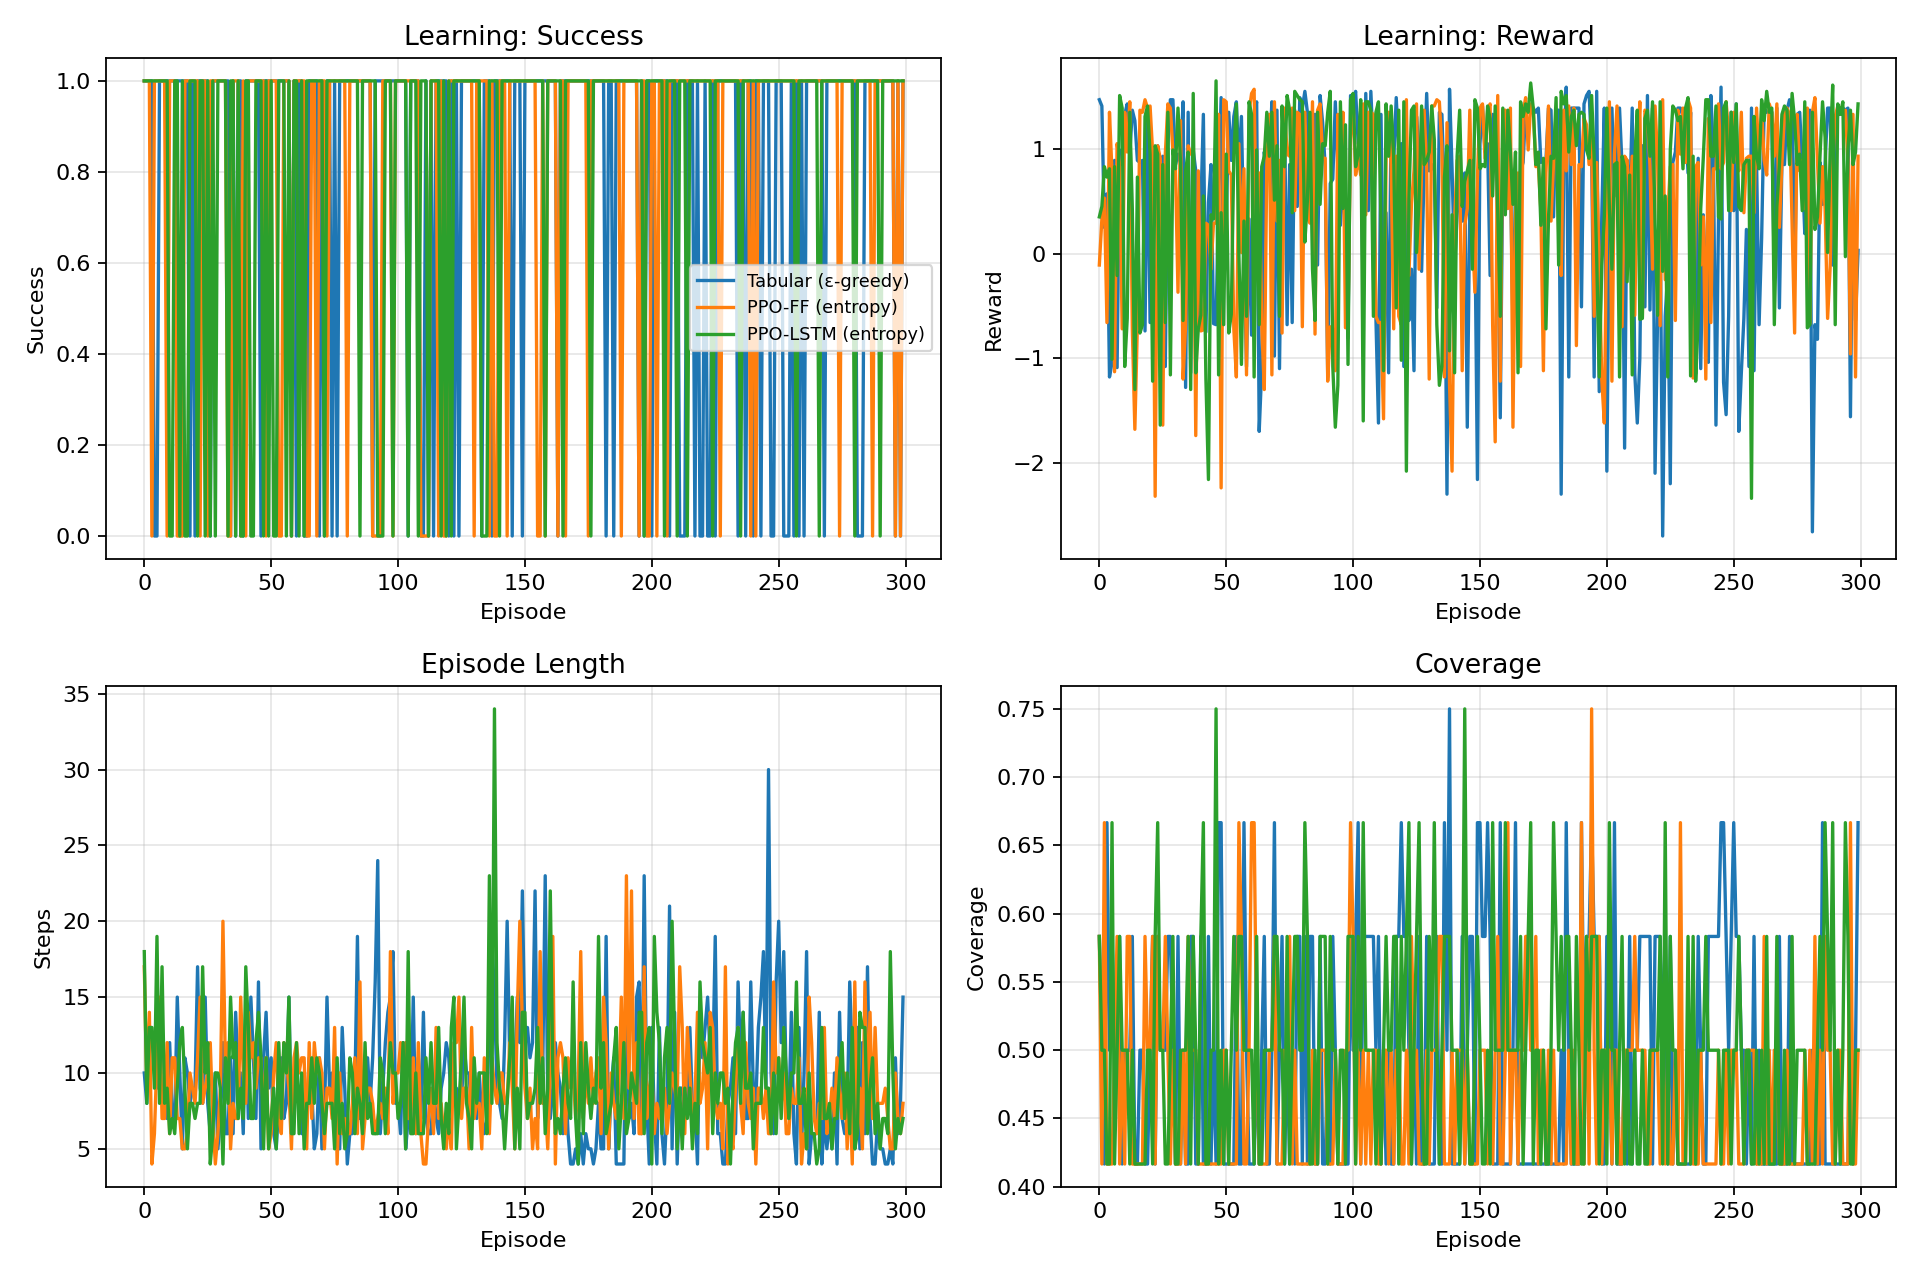 Learning: Success
1.0
0.8
0.6
0.4
0.2
0.0
Success
0 50 100 150 200 250 300
Episode
Tabular (ε-greedy)
PPO-FF (entropy)
PPO-LSTM (entropy)
Learning: Reward
1
0
−1
−2
Reward
0 50 100 150 200 250 300
Episode
Episode Length
35
30
25
20
15
10
5
Steps
0 50 100 150 200 250 300
Episode
Coverage
0.75
0.70
0.65
0.60
0.55
0.50
0.45
0.40
Coverage
0 50 100 150 200 250 300
Episode